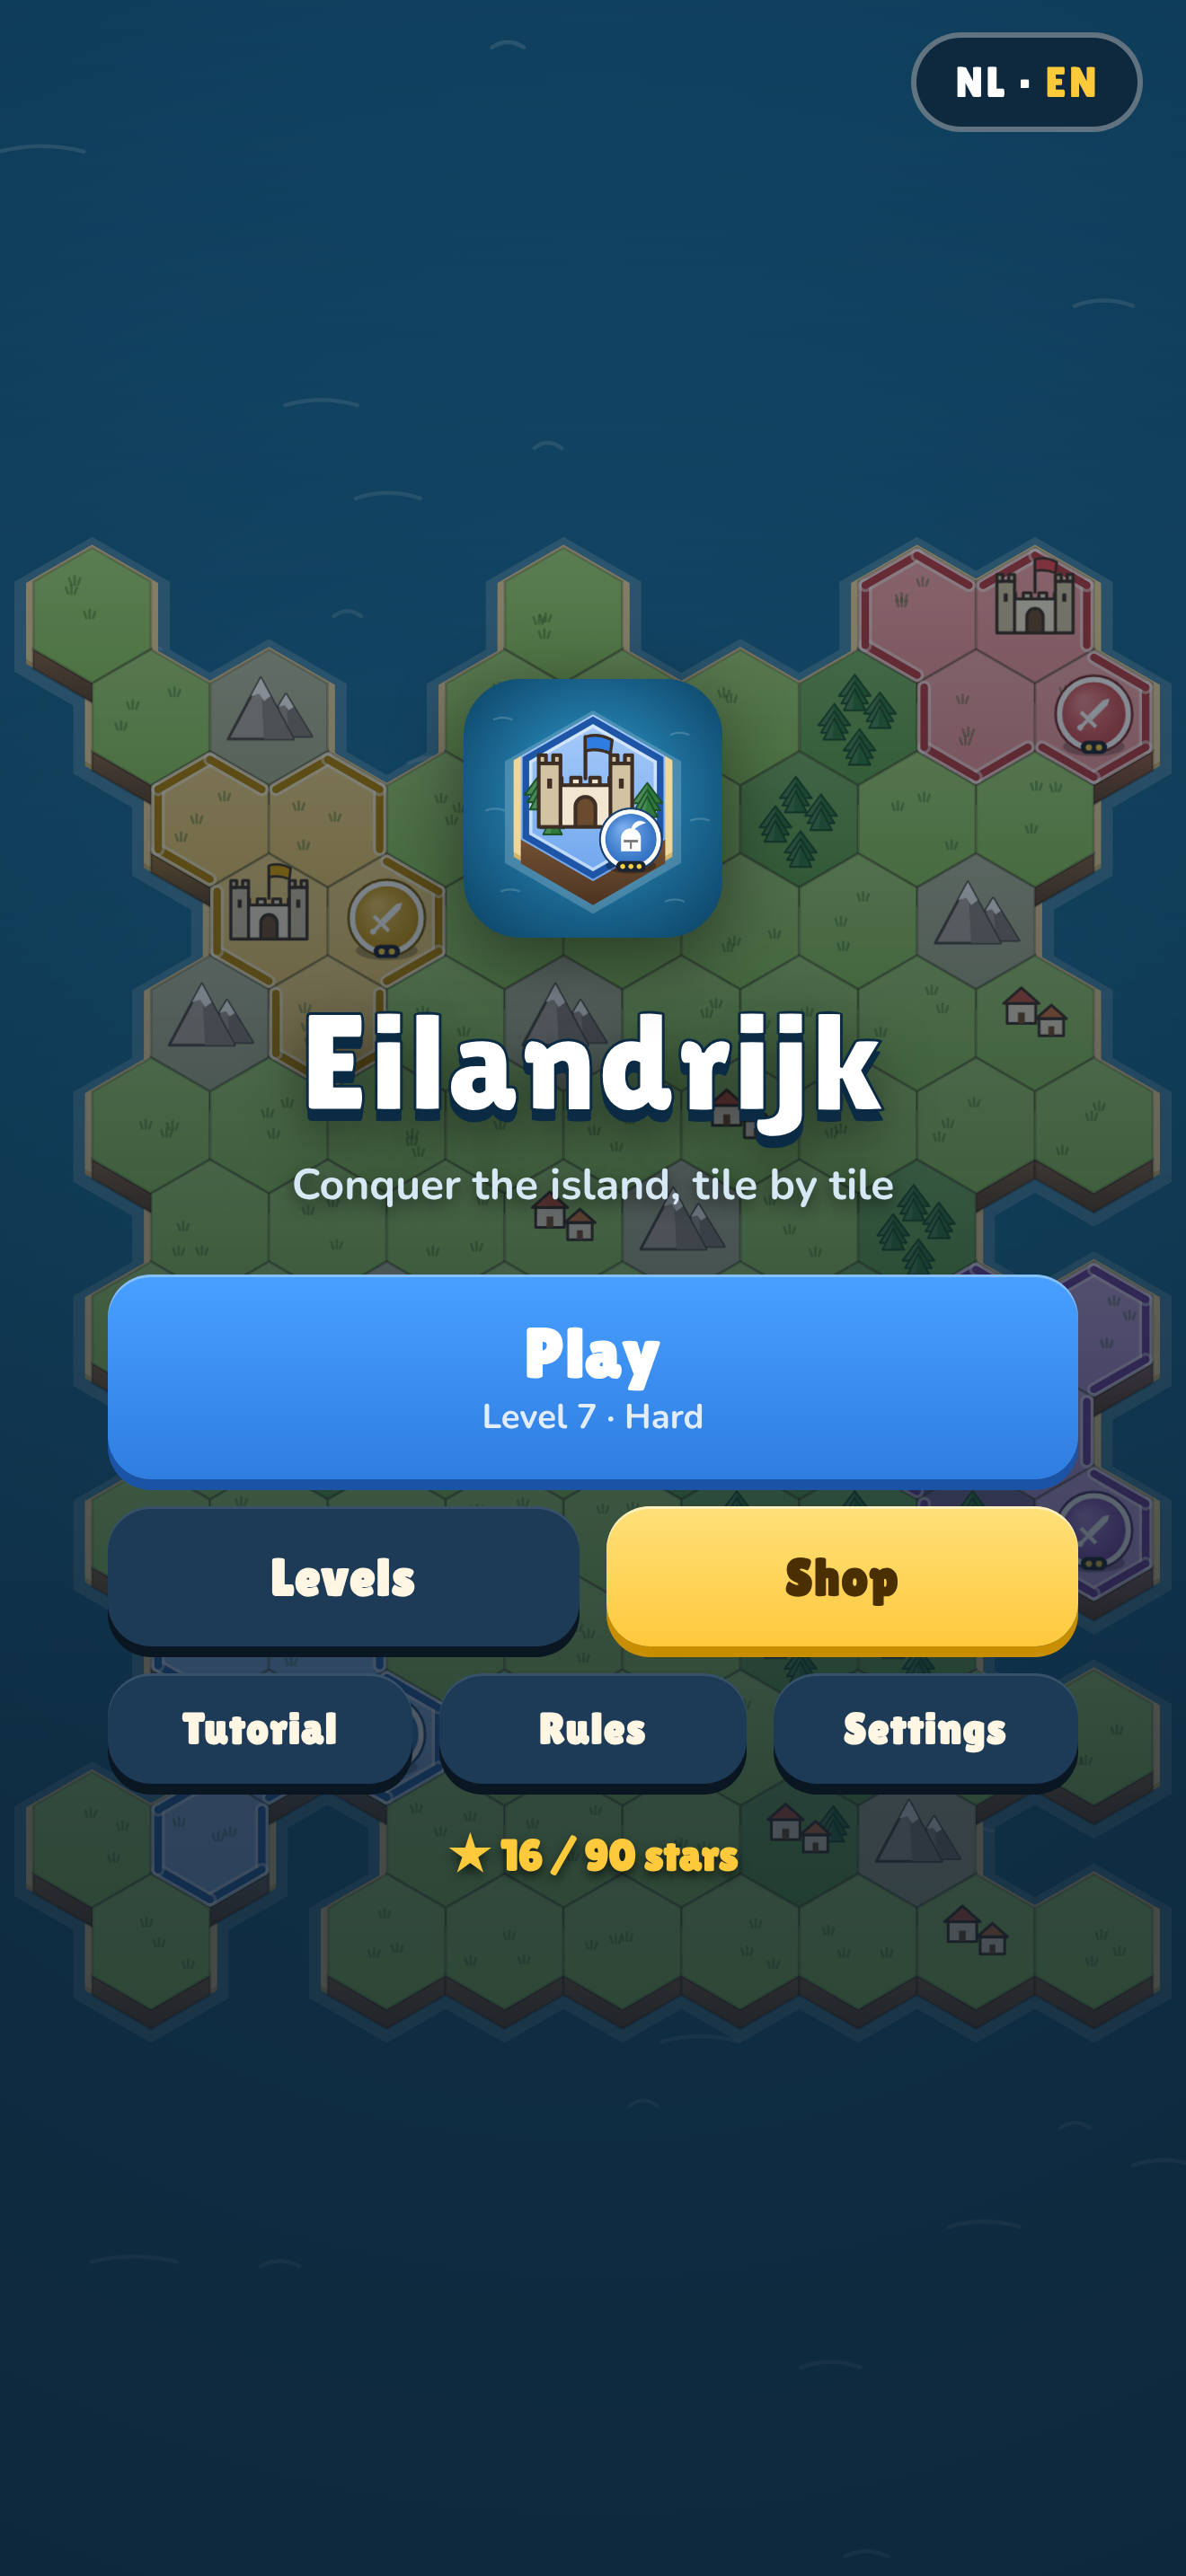 NL · EN
Eilandrijk
Conquer the island, tile by tile
Play
Level 7 · Hard
Levels
Shop
Tutorial
Rules
Settings
★ 16 / 90 stars